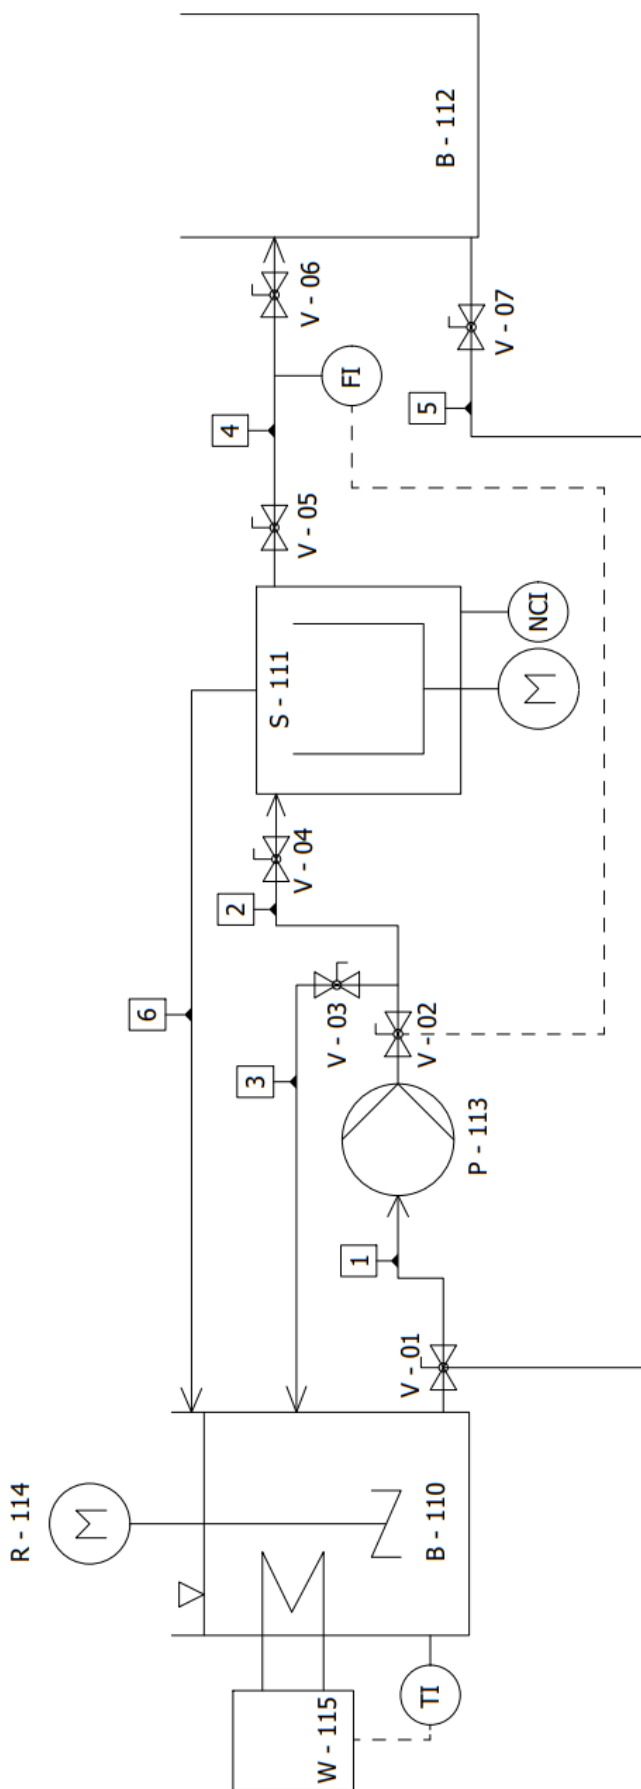 R - 114
M
W - 115
TI
B - 110
V - 01
1
P - 113
V - 02
V - 03
3
6
2
V - 04
S - 111
M
NCI
V - 05
4
FI
V - 06
5
V - 07
B - 112